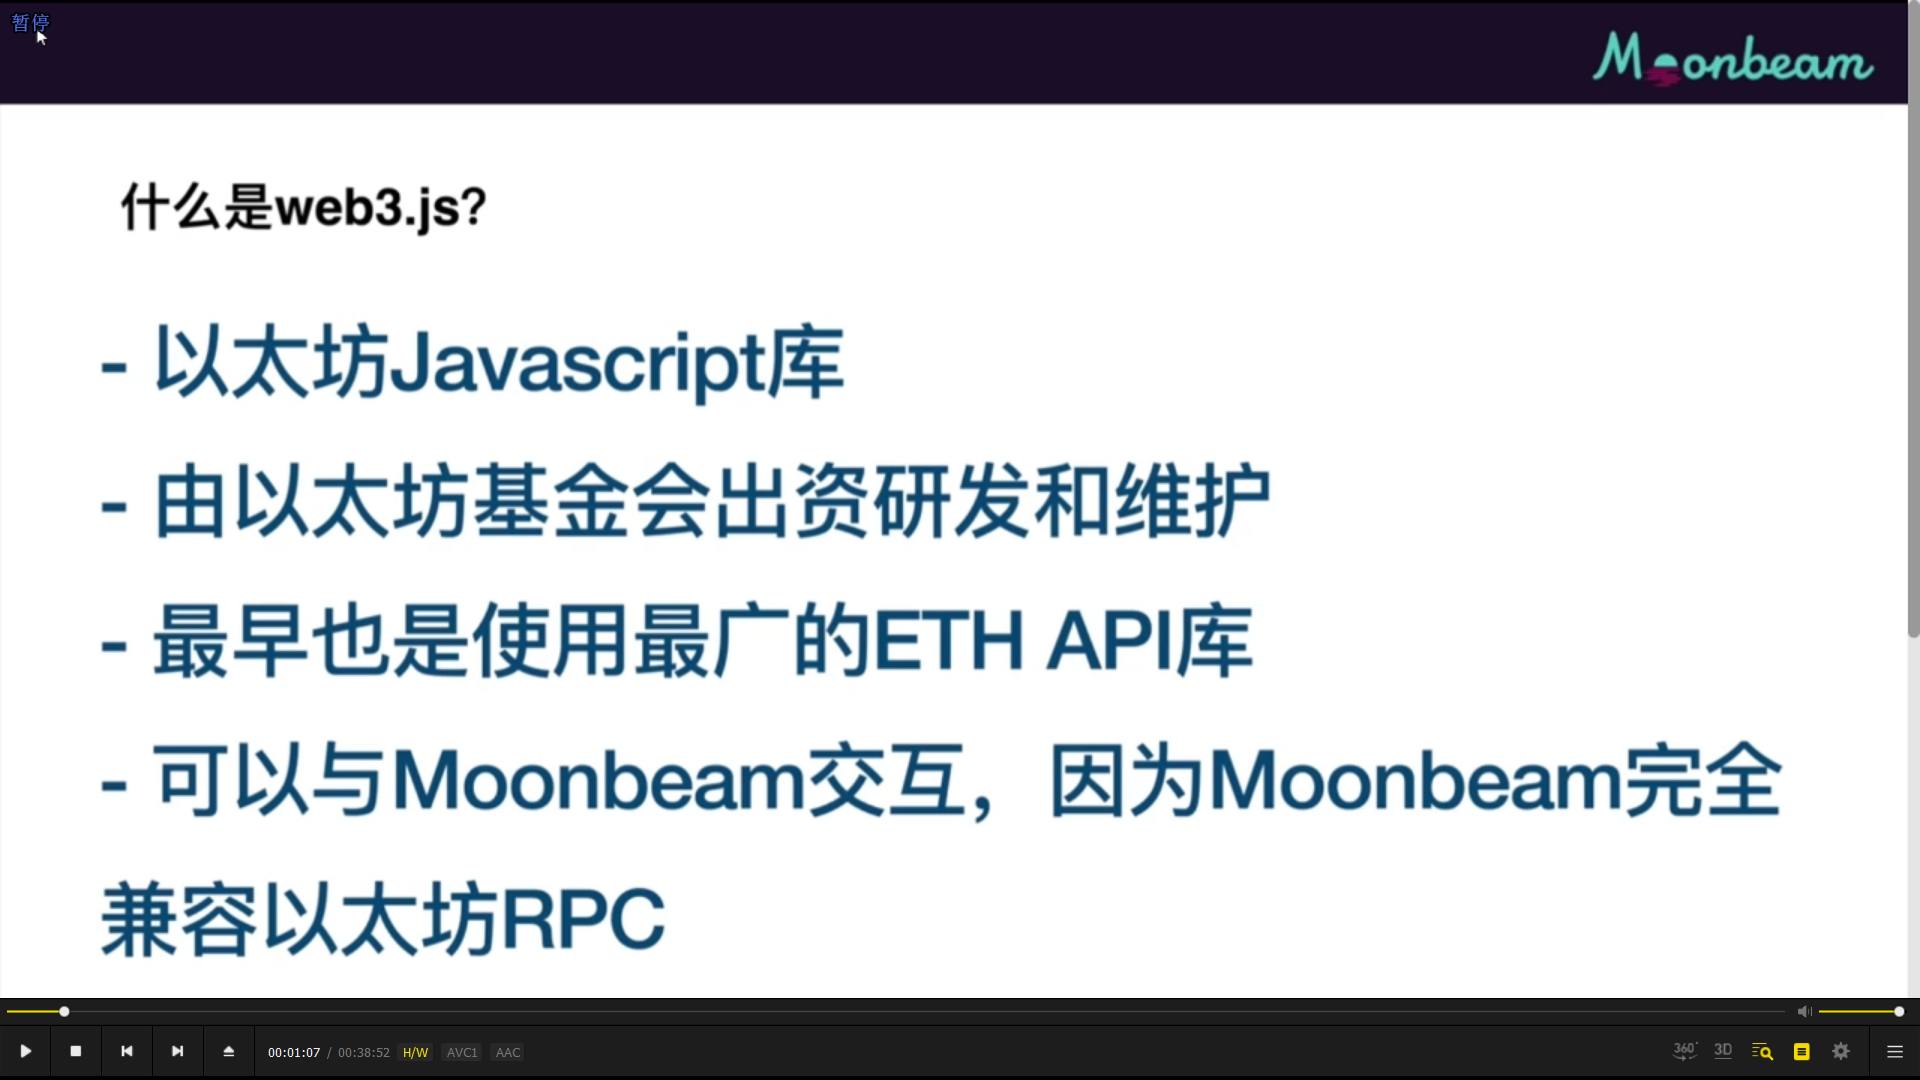 暂停
Moonbeam
什么是web3.js?
- 以太坊Javascript库
- 由以太坊基金会出资研发和维护
- 最早也是使用最广的ETH API库
- 可以与Moonbeam交互，因为Moonbeam完全
兼容以太坊RPC
00:01:07 / 00:38:52 H/W AVC1 AAC 360° 3D